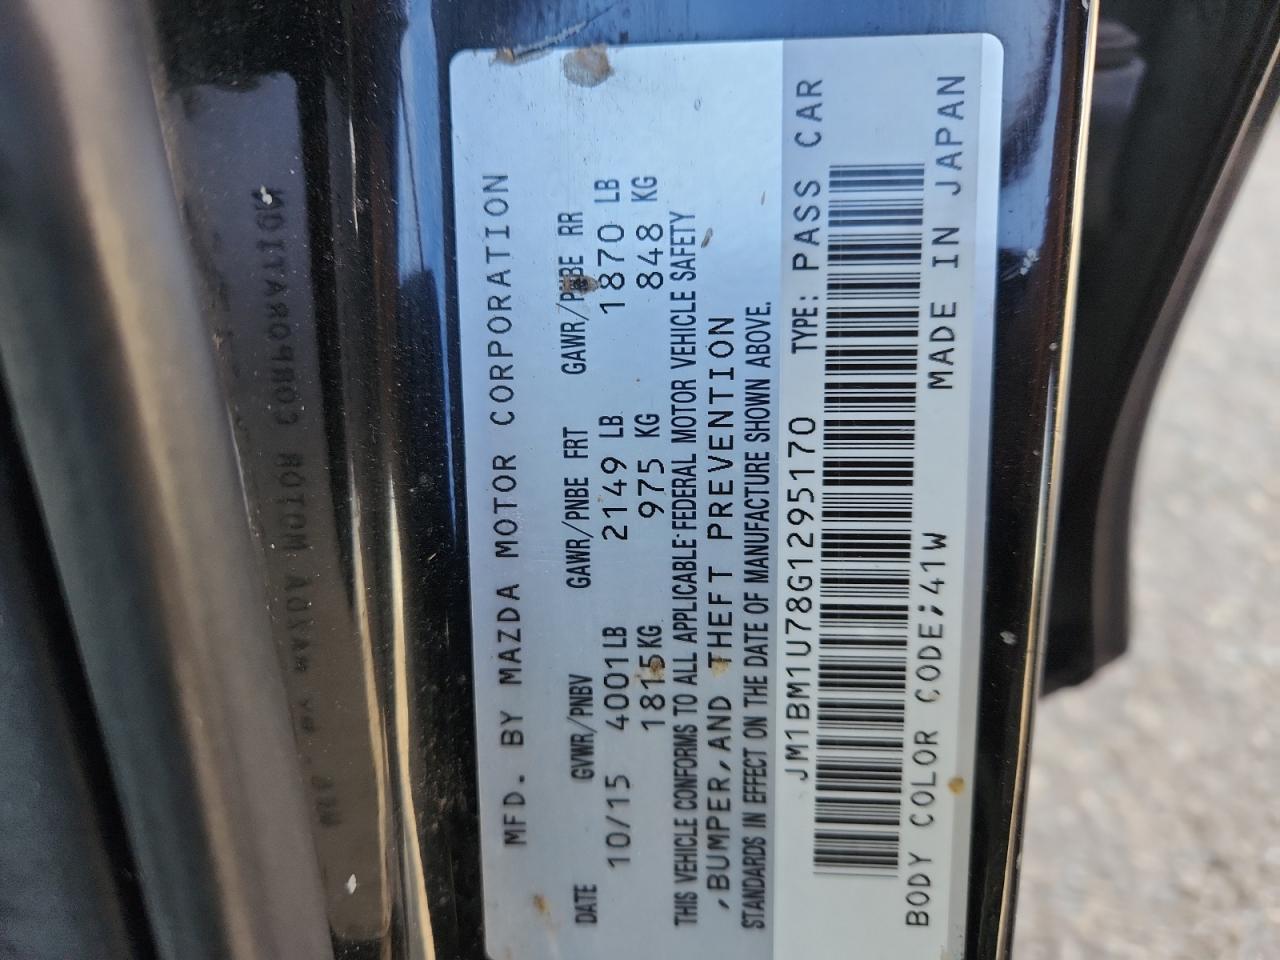 MFD. BY MAZDA MOTOR CORPORATION
DATE GVWR/PNBV GAWR/PNBE FRT GAWR/PNBE RR
10/15 4001LB 2149 LB 1870 LB
1815KG 975 KG 848 KG
THIS VEHICLE CONFORMS TO ALL APPLICABLE FEDERAL MOTOR VEHICLE SAFETY
,BUMPER,AND THEFT PREVENTION
STANDARDS IN EFFECT ON THE DATE OF MANUFACTURE SHOWN ABOVE.
JM1BM1U78G1295170 TYPE: PASS CAR
BODY COLOR CODE;41W MADE IN JAPAN